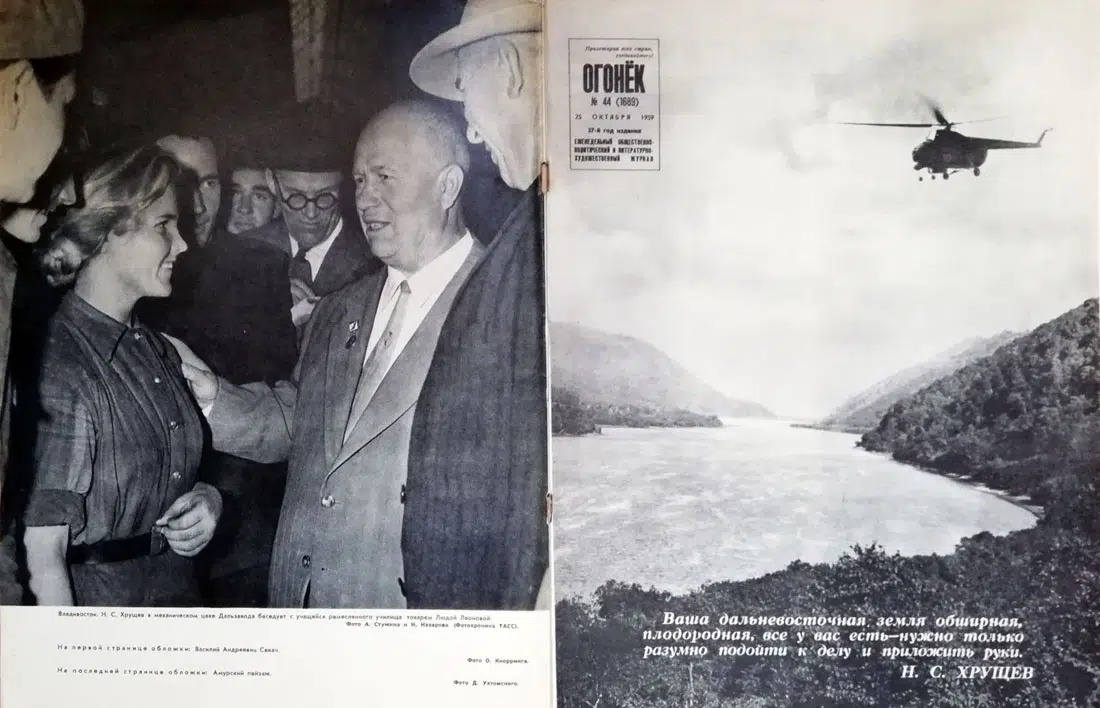 Владивосток. Н. С. Хрущев в механическом цехе Дальзавода беседует с учащейся ремесленного училища токарем Людой Леоновой.
Фото А. Стужина и Н. Назарова. (Фотохроника ТАСС).
На первой странице обложки: Василий Андреевич Сакач.
Фото О. Кнорринга.
На последней странице обложки: Амурский пейзаж.
Фото Д. Ухтомского.
Пролетарии всех стран,
соединяйтесь!
ОГОНЁК
№ 44 (1689)
25 ОКТЯБРЯ 1959
37-й год издания
ЕЖЕНЕДЕЛЬНЫЙ ОБЩЕСТВЕННО-
ПОЛИТИЧЕСКИЙ И ЛИТЕРАТУРНО-
ХУДОЖЕСТВЕННЫЙ ЖУРНАЛ
Ваша дальневосточная земля обширная,
плодородная, все у вас есть—нужно только
разумно подойти к делу и приложить руки.
Н. С. ХРУЩЕВ